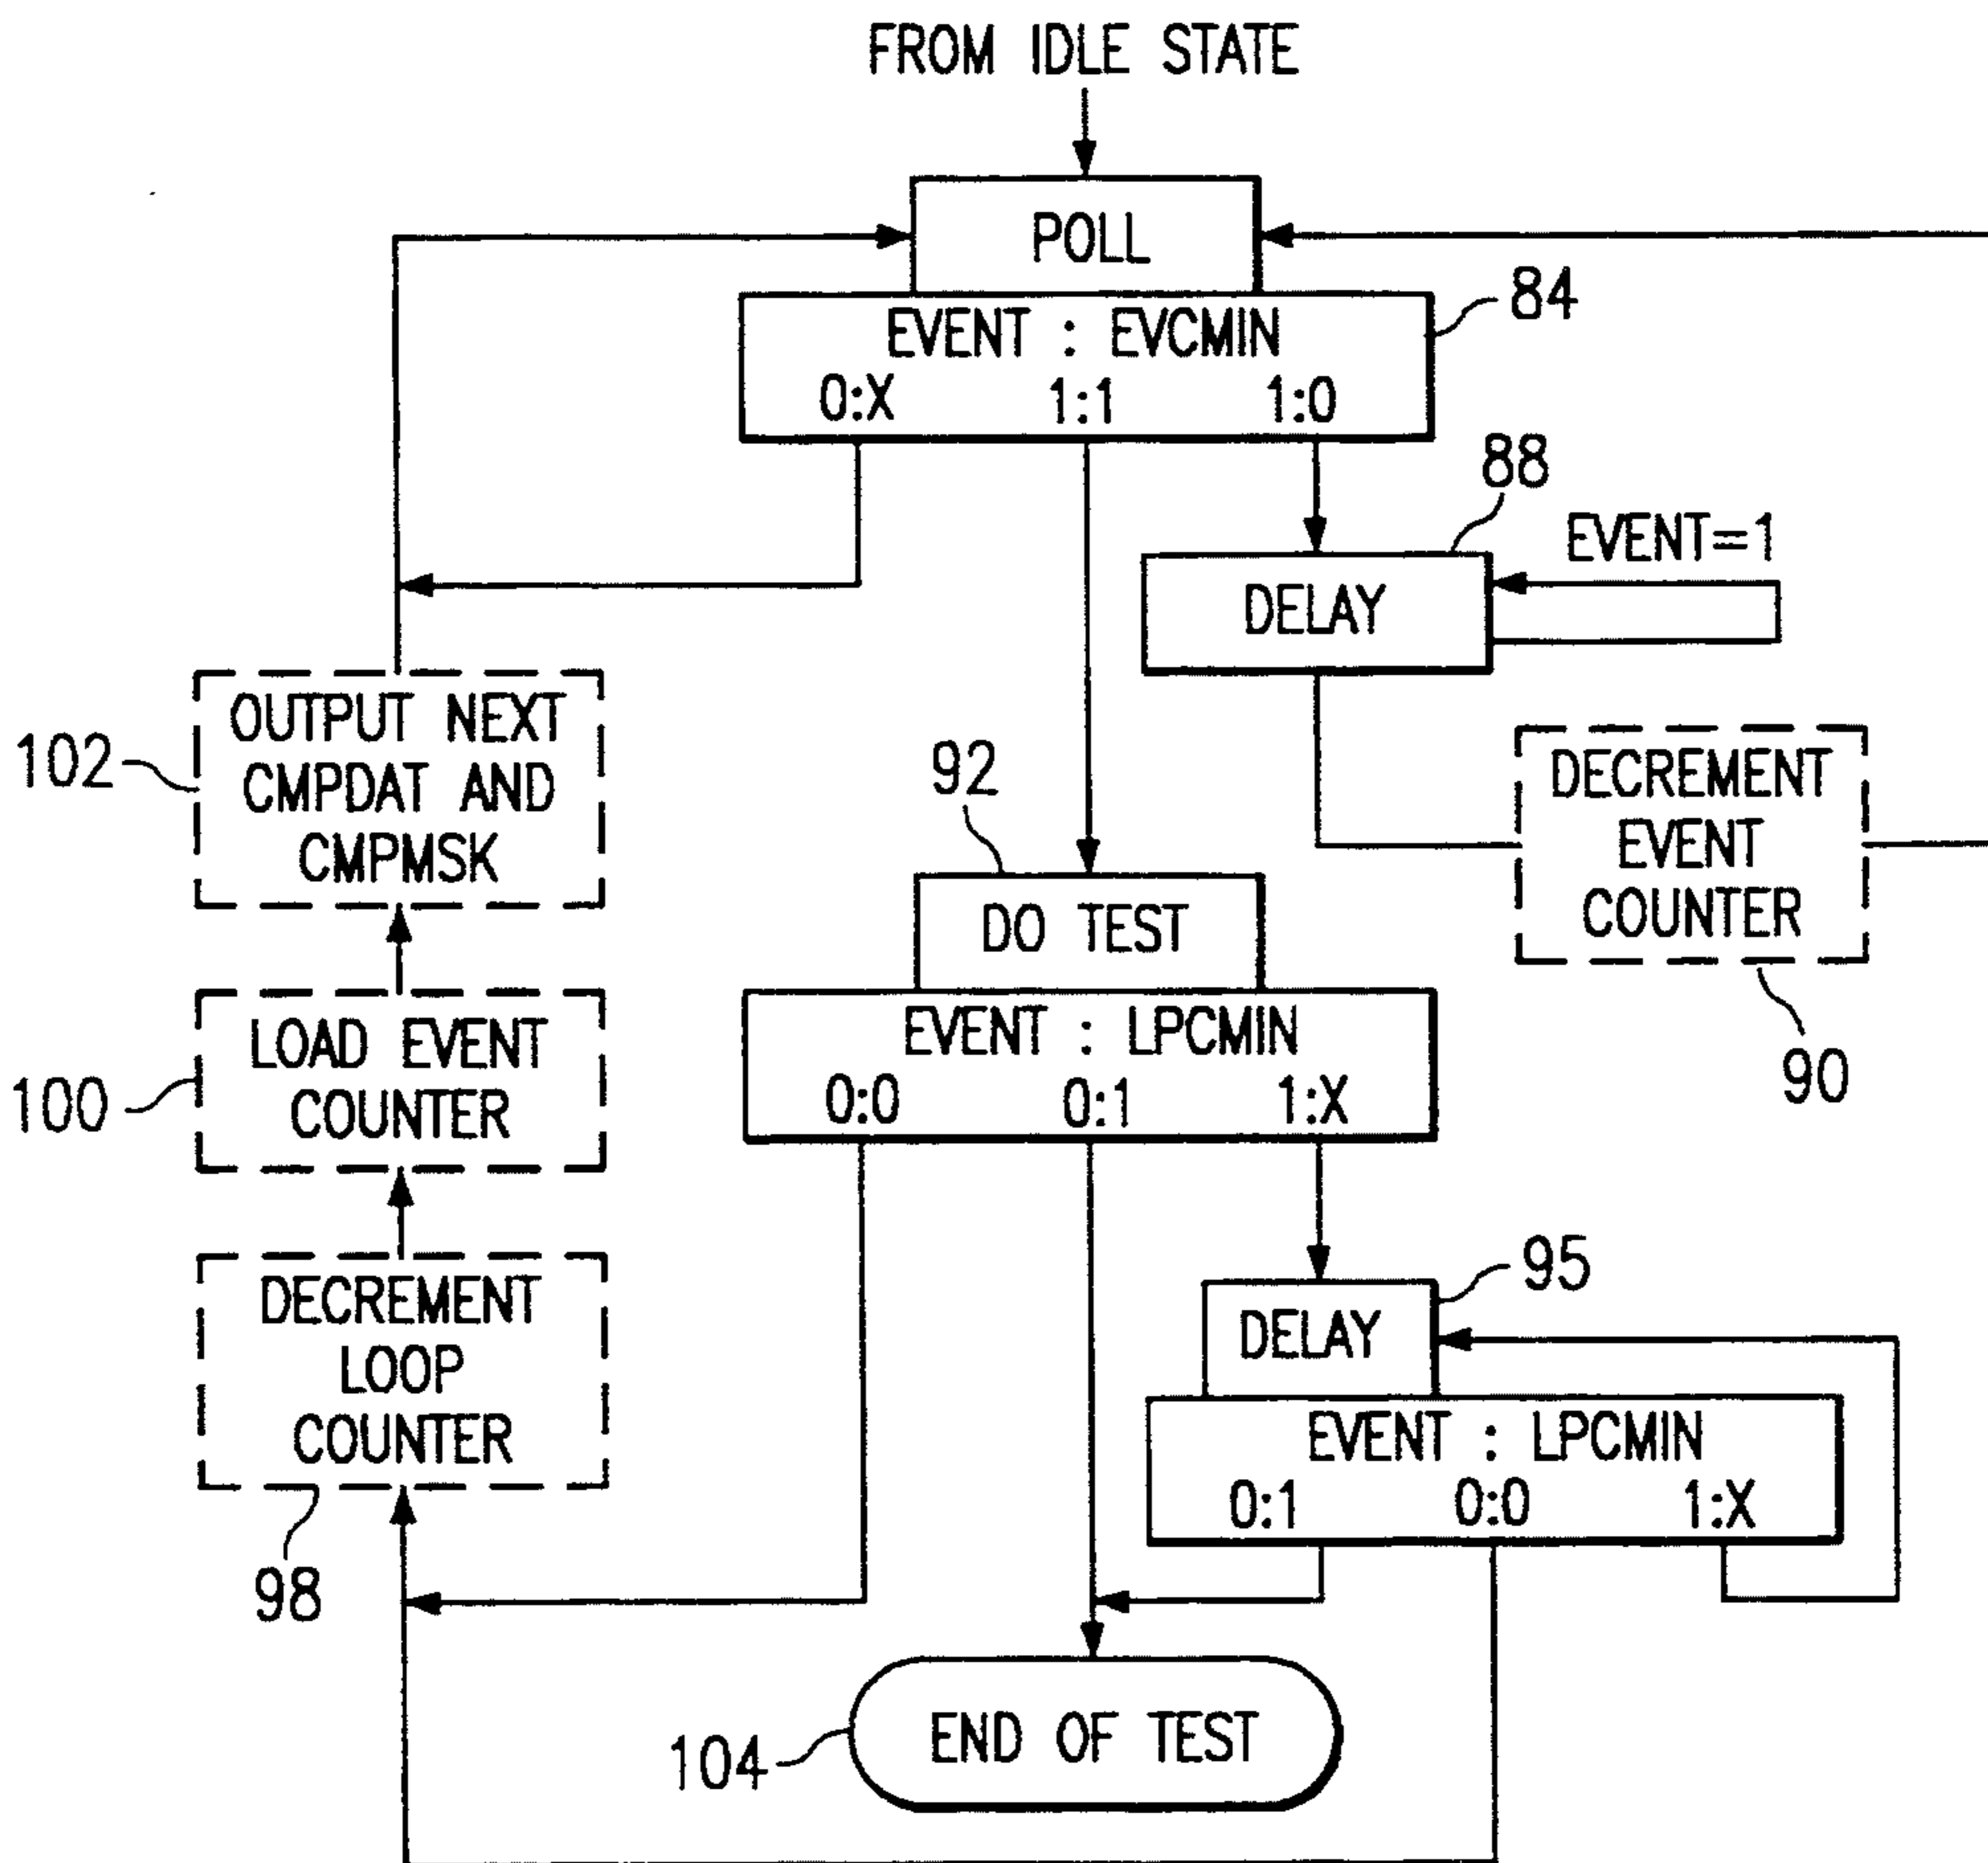 FROM IDLE STATE
POLL
84
EVENT : EVCMIN
0:X 1:1 1:0
88
EVENT=1
DELAY
102
OUTPUT NEXT
CMPDAT AND
CMPMSK
92
DECREMENT
EVENT
COUNTER
DO TEST
90
100
LOAD EVENT
COUNTER
EVENT : LPCMIN
0:0 0:1 1:X
95
DECREMENT
LOOP
COUNTER
DELAY
EVENT : LPCMIN
0:1 0:0 1:X
98
104
END OF TEST